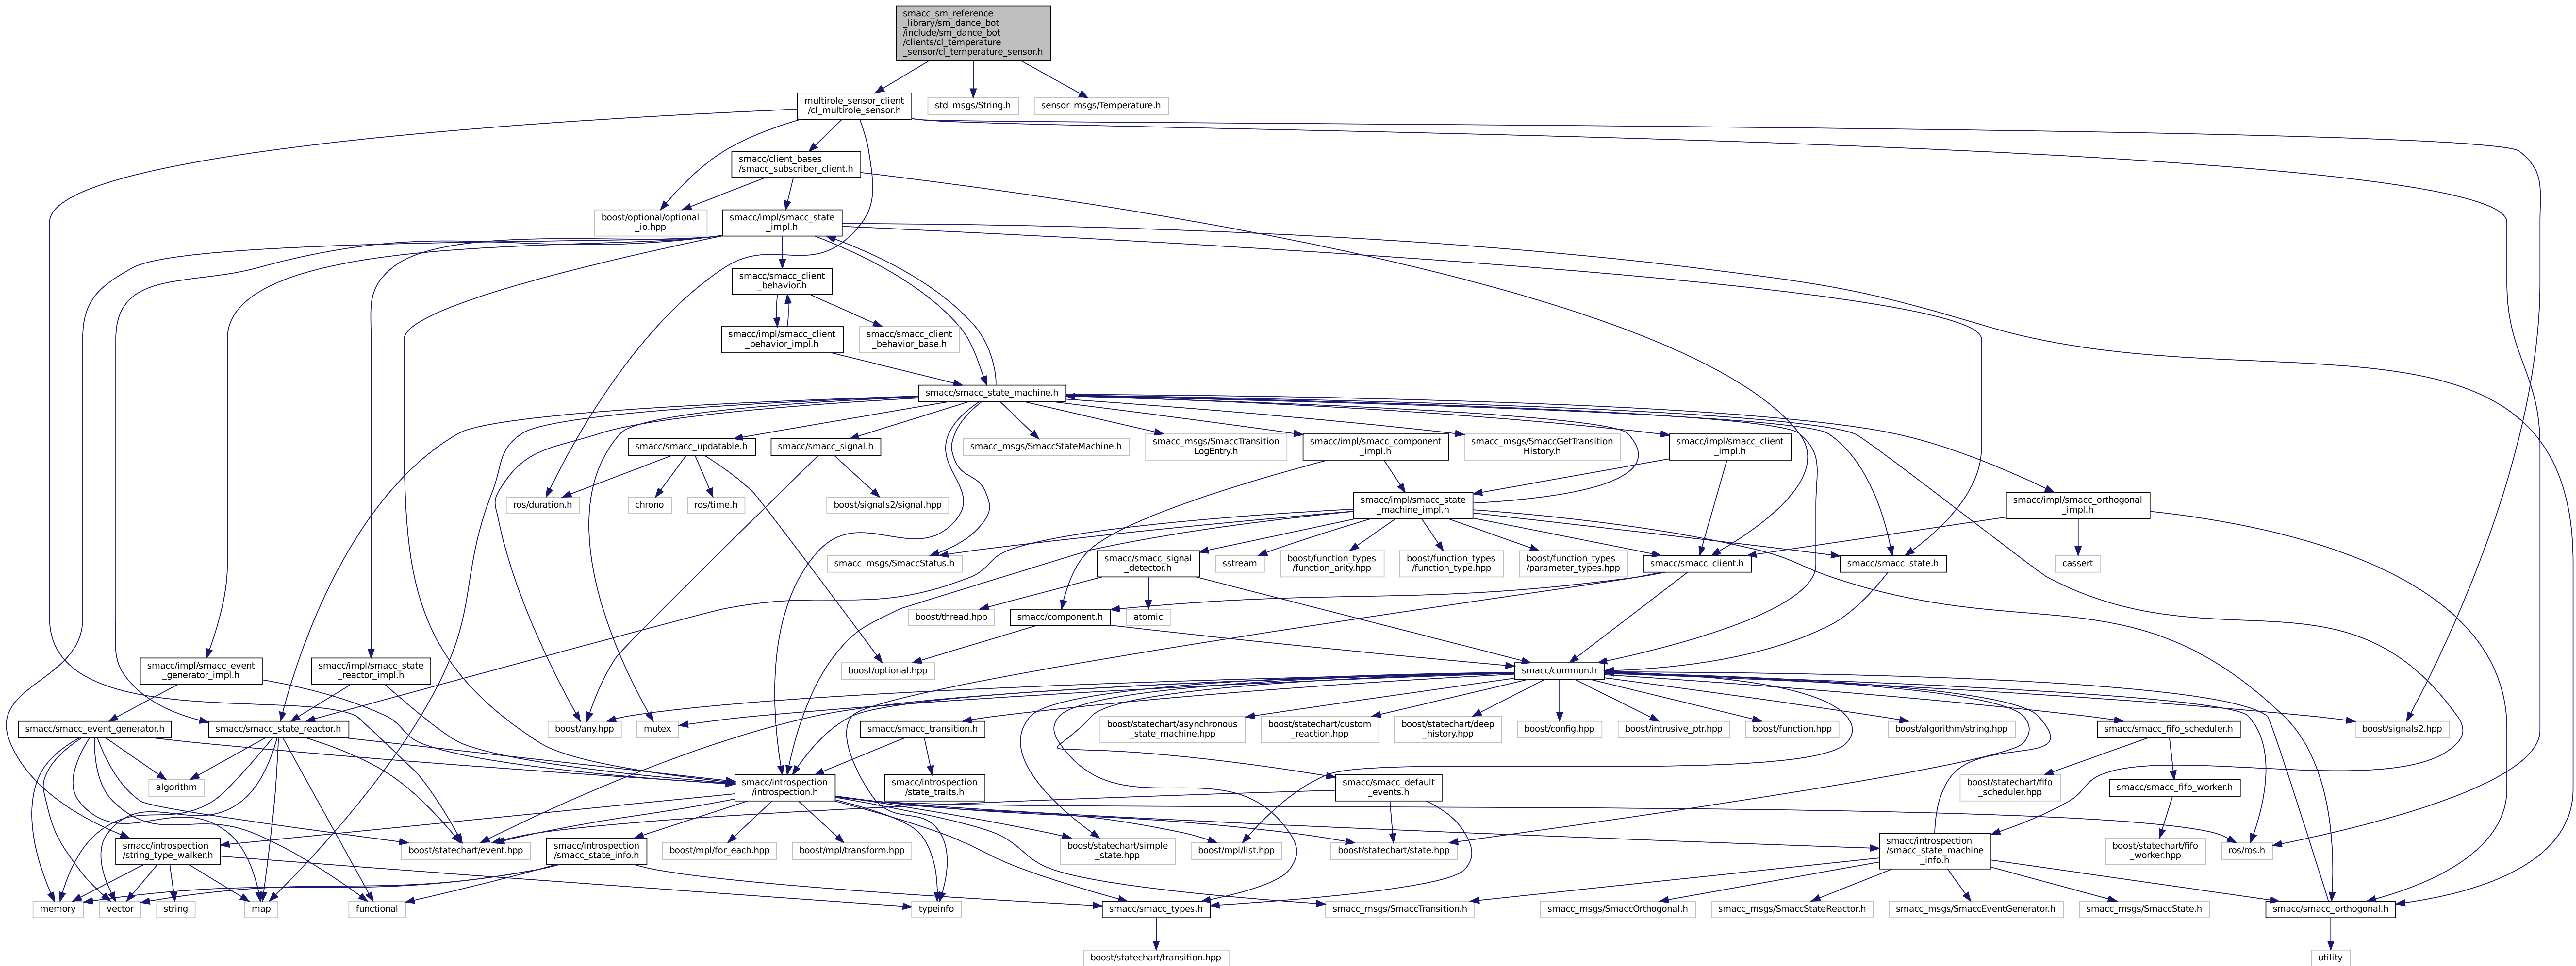 smacc_sm_reference
_library/sm_dance_bot
/include/sm_dance_bot
/clients/cl_temperature
_sensor/cl_temperature_sensor.h
multirole_sensor_client
/cl_multirole_sensor.h
std_msgs/String.h
sensor_msgs/Temperature.h
smacc/client_bases
/smacc_subscriber_client.h
boost/optional/optional
_io.hpp
smacc/impl/smacc_state
_impl.h
smacc/smacc_client
_behavior.h
smacc/impl/smacc_client
_behavior_impl.h
smacc/smacc_client
_behavior_base.h
smacc/smacc_state_machine.h
smacc/smacc_updatable.h
smacc/smacc_signal.h
smacc_msgs/SmaccStateMachine.h
smacc_msgs/SmaccTransition
LogEntry.h
smacc/impl/smacc_component
_impl.h
smacc_msgs/SmaccGetTransition
History.h
smacc/impl/smacc_client
_impl.h
ros/duration.h
chrono
ros/time.h
boost/signals2/signal.hpp
smacc/impl/smacc_state
_machine_impl.h
smacc/impl/smacc_orthogonal
_impl.h
smacc_msgs/SmaccStatus.h
smacc/smacc_signal
_detector.h
sstream
boost/function_types
/function_arity.hpp
boost/function_types
/function_type.hpp
boost/function_types
/parameter_types.hpp
smacc/smacc_client.h
smacc/smacc_state.h
cassert
boost/thread.hpp
smacc/component.h
atomic
smacc/impl/smacc_event
_generator_impl.h
smacc/impl/smacc_state
_reactor_impl.h
boost/optional.hpp
smacc/common.h
smacc/smacc_event_generator.h
smacc/smacc_state_reactor.h
boost/any.hpp
mutex
smacc/smacc_transition.h
boost/statechart/asynchronous
_state_machine.hpp
boost/statechart/custom
_reaction.hpp
boost/statechart/deep
_history.hpp
boost/config.hpp
boost/intrusive_ptr.hpp
boost/function.hpp
boost/algorithm/string.hpp
smacc/smacc_fifo_scheduler.h
boost/signals2.hpp
algorithm
smacc/introspection
/introspection.h
smacc/introspection
/state_traits.h
smacc/smacc_default
_events.h
boost/statechart/fifo
_scheduler.hpp
smacc/smacc_fifo_worker.h
smacc/introspection
/string_type_walker.h
boost/statechart/event.hpp
smacc/introspection
/smacc_state_info.h
boost/mpl/for_each.hpp
boost/mpl/transform.hpp
boost/statechart/simple
_state.hpp
boost/mpl/list.hpp
boost/statechart/state.hpp
smacc/introspection
/smacc_state_machine
_info.h
boost/statechart/fifo
_worker.hpp
ros/ros.h
memory
vector
string
map
functional
typeinfo
smacc/smacc_types.h
smacc_msgs/SmaccTransition.h
smacc_msgs/SmaccOrthogonal.h
smacc_msgs/SmaccStateReactor.h
smacc_msgs/SmaccEventGenerator.h
smacc_msgs/SmaccState.h
smacc/smacc_orthogonal.h
boost/statechart/transition.hpp
utility